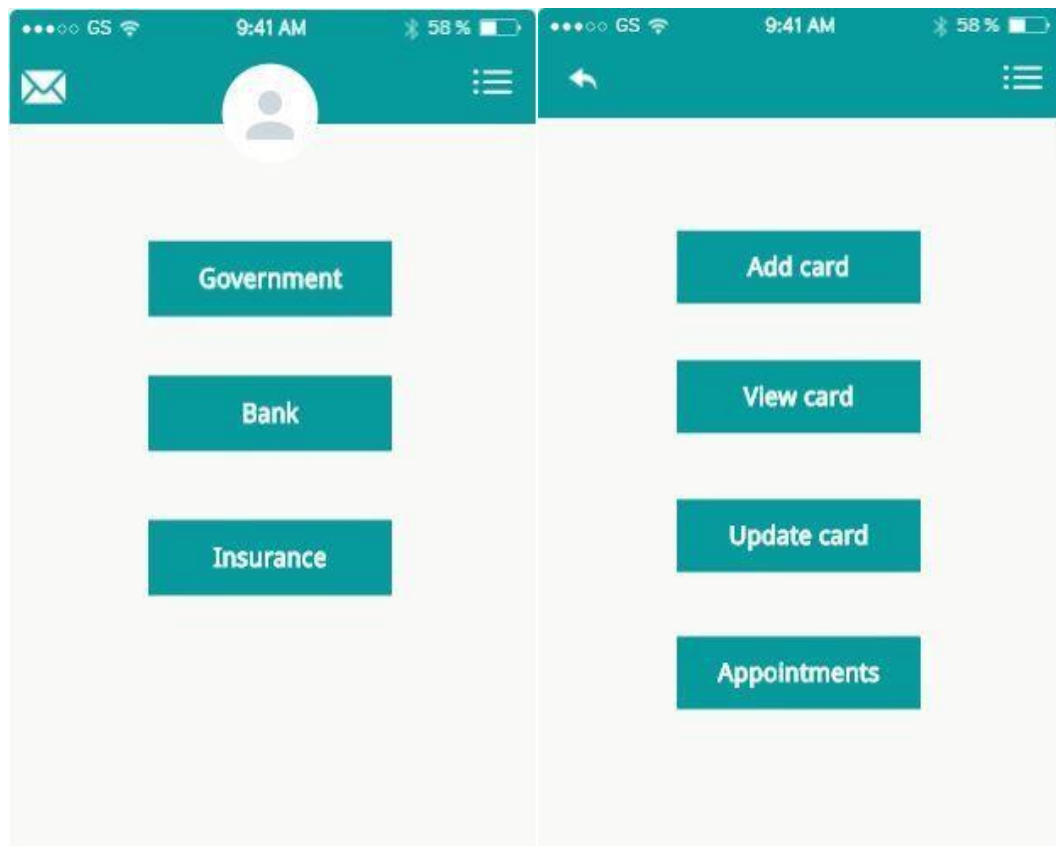 GS 9:41 AM 58 %
Government
Bank
Insurance
GS 9:41 AM 58 %
Add card
View card
Update card
Appointments